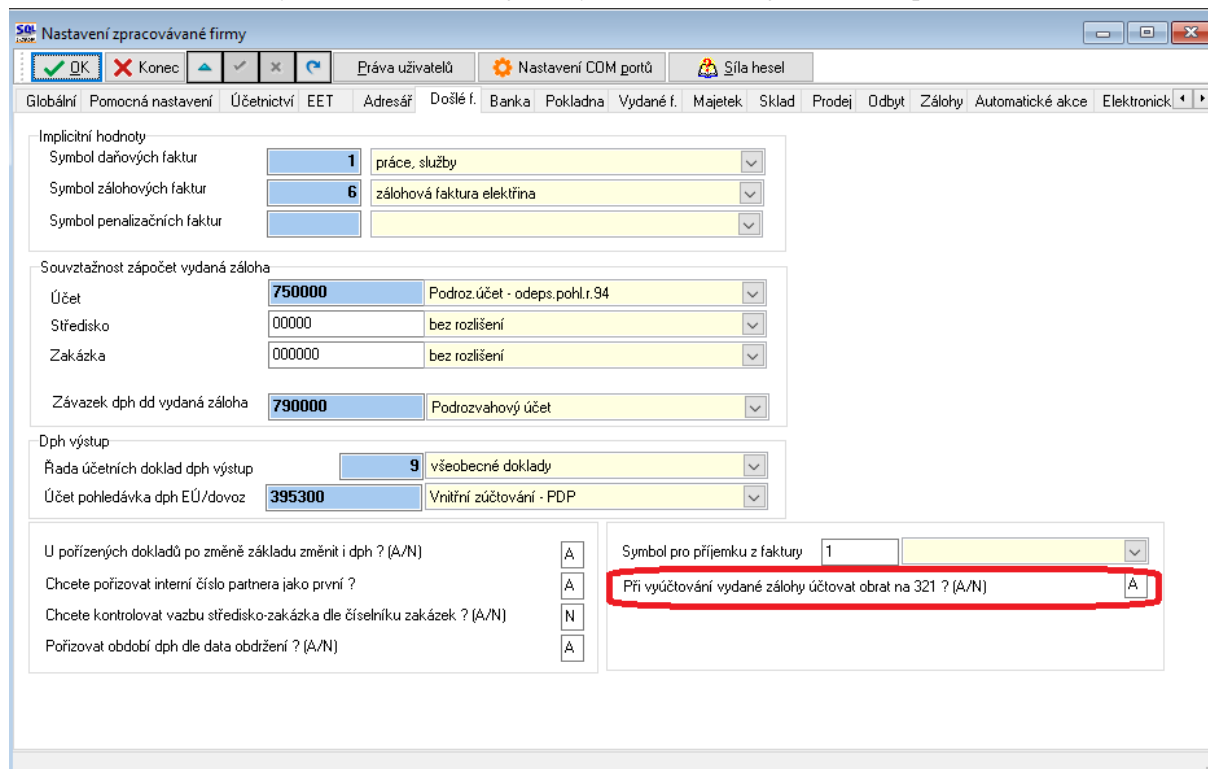 Nastavení zpracovávané firmy
OK Konec Práva uživatelů Nastavení COM portů Síla hesel
Globální Pomocná nastavení Účetnictví EET Adresář Došlé f. Banka Pokladna Vydané f. Majetek Sklad Prodej Odbyt Zálohy Automatické akce Elektronick
Implicitní hodnoty
Symbol daňových faktur 1 práce, služby
Symbol zálohových faktur 6 zálohová faktura elektřina
Symbol penalizačních faktur
Souvztažnost zápočet vydaná záloha
Účet 750000 Podroz.účet - odeps.pohl.r.94
Středisko 00000 bez rozlišení
Zakázka 000000 bez rozlišení
Závazek dph dd vydaná záloha 790000 Podrozvahový účet
Dph výstup
Řada účetních doklad dph výstup 9 všeobecné doklady
Účet pohledávka dph EÚ/dovoz 395300 Vnitřní zúčtování - PDP
U pořízených dokladů po změně základu změnit i dph ? (A/N) A Symbol pro příjemku z faktury 1
Chcete pořizovat interní číslo partnera jako první ? A Při vyúčtování vydané zálohy účtovat obrat na 321 ? (A/N) A
Chcete kontrolovat vazbu středisko-zakázka dle číselníku zakázek ? (A/N) N
Pořizovat období dph dle data obdržení ? (A/N) A